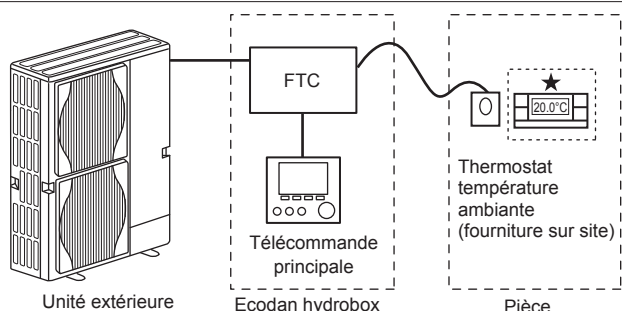 FTC
20.0°C
Thermostat
température
ambiante
(fourniture sur site)
Télécommande
principale
Unité extérieure
Ecodan hydrobox
Pièce